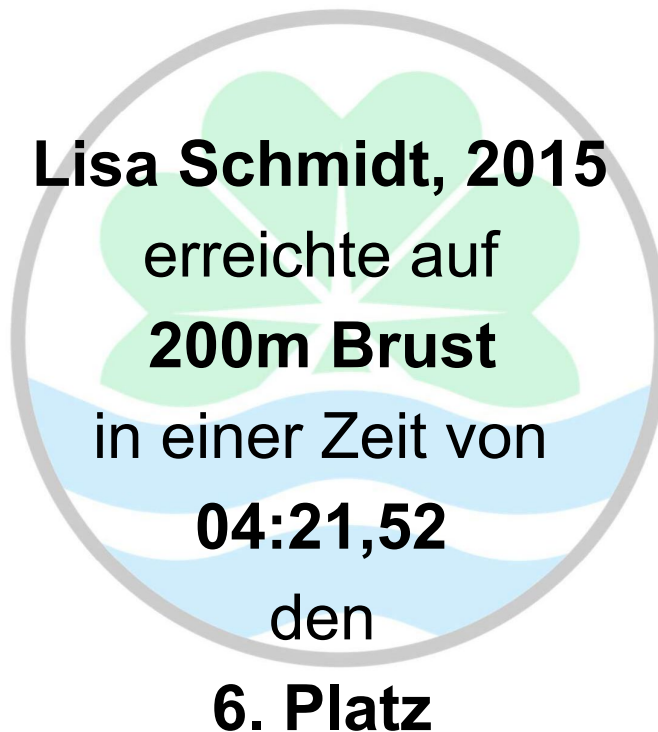 Lisa Schmidt, 2015
erreichte auf
200m Brust
in einer Zeit von
04:21,52
den
6. Platz